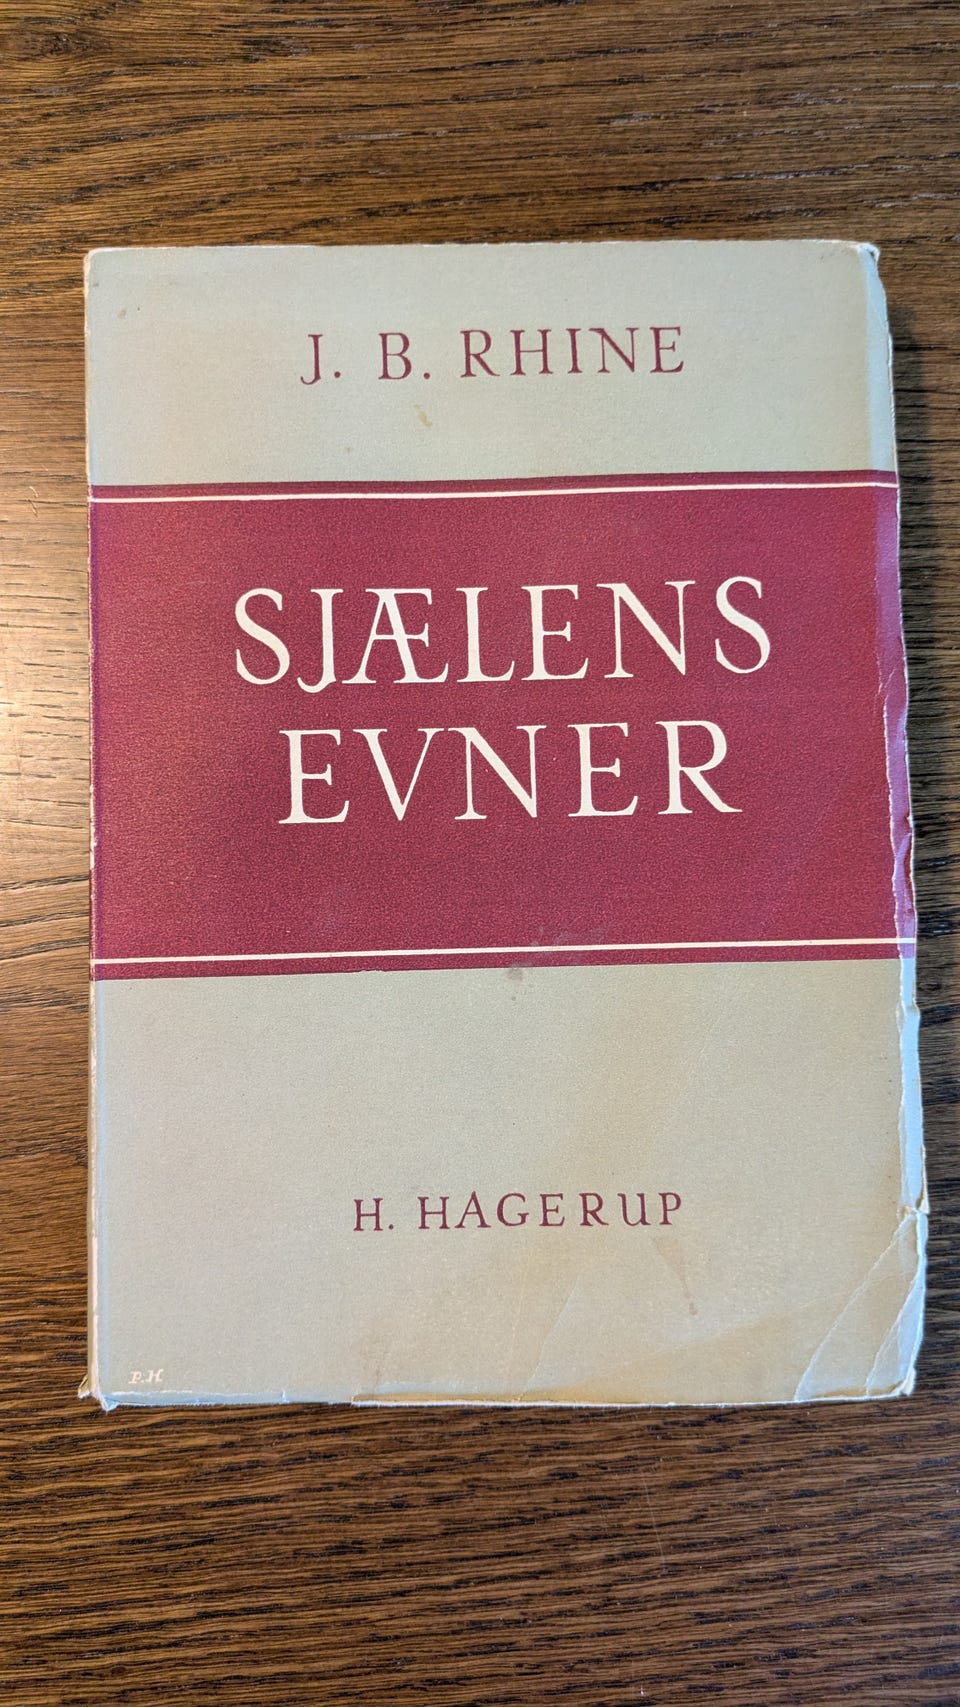 J. B. RHINE
SJÆLENS
EVNER
H. HAGERUP
P.H